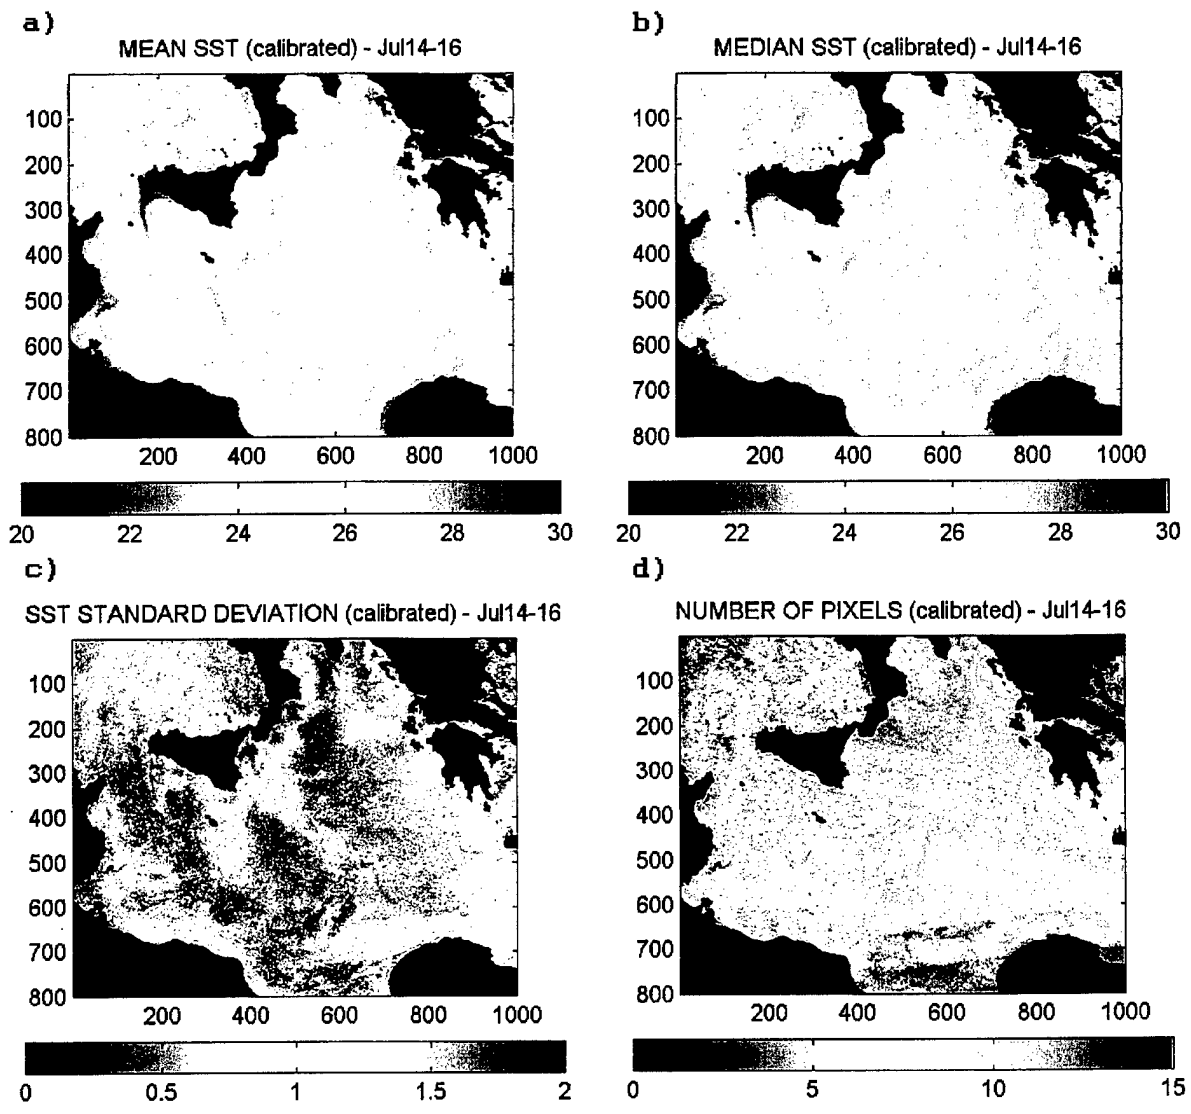 a)
MEAN SST (calibrated) - Jul14-16
100
200
300
400
500
600
700
800
200 400 600 800 1000
20 22 24 26 28 30
b)
MEDIAN SST (calibrated) - Jul14-16
100
200
300
400
500
600
700
800
200 400 600 800 1000
20 22 24 26 28 30
c)
SST STANDARD DEVIATION (calibrated) - Jul14-16
100
200
300
400
500
600
700
800
200 400 600 800 1000
0 0.5 1 1.5 2
d)
NUMBER OF PIXELS (calibrated) - Jul14-16
100
200
300
400
500
600
700
800
200 400 600 800 1000
0 5 10 15